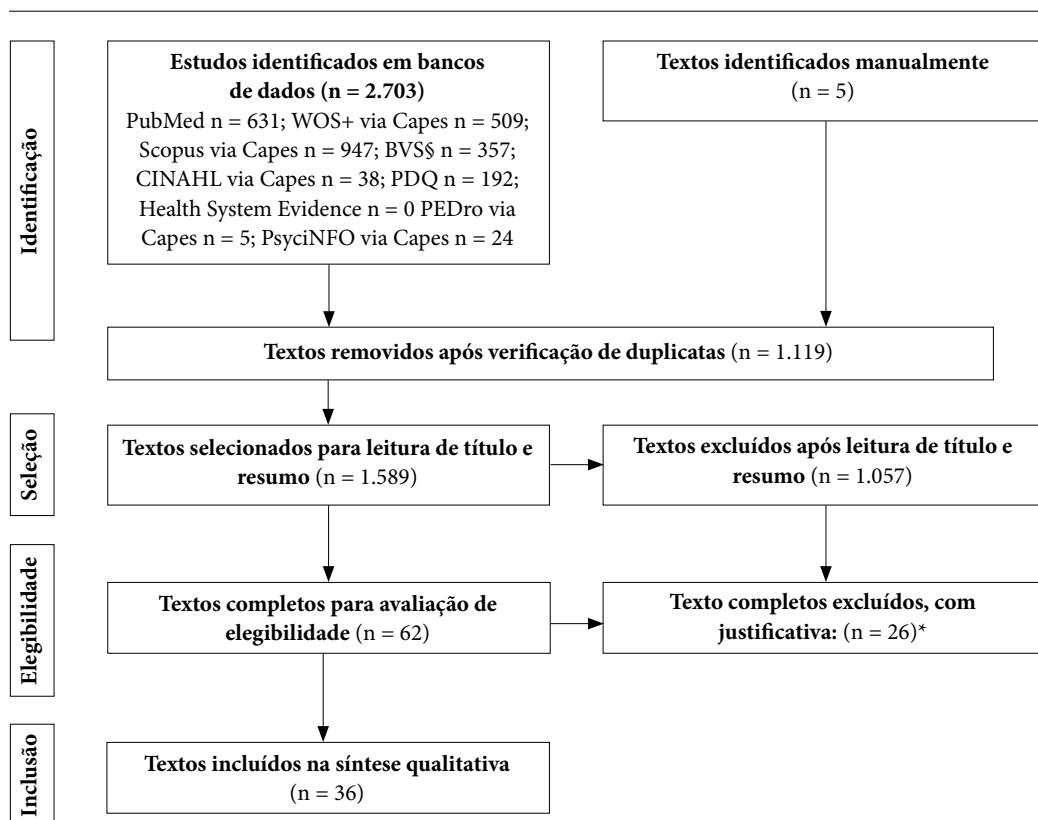 Identificação
Estudos identificados em bancos
de dados (n = 2.703)
PubMed n = 631; WOS+ via Capes n = 509;
Scopus via Capes n = 947; BVS§ n = 357;
CINAHL via Capes n = 38; PDQ n = 192;
Health System Evidence n = 0 PEDro via
Capes n = 5; PsyciNFO via Capes n = 24
Textos identificados manualmente
(n = 5)
Textos removidos após verificação de duplicatas (n = 1.119)
Seleção
Textos selecionados para leitura de título e
resumo (n = 1.589)
Textos excluídos após leitura de título e
resumo (n = 1.057)
Elegibilidade
Textos completos para avaliação de
elegibilidade (n = 62)
Texto completos excluídos, com
justificativa: (n = 26)*
Inclusão
Textos incluídos na síntese qualitativa
(n = 36)